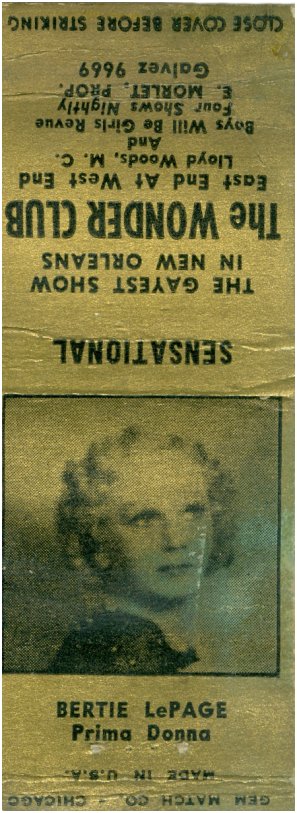 SENSATIONAL
THE GAYEST SHOW
IN NEW ORLEANS
The WONDER CLUB
East End At West End
Lloyd Woods, M. C.
And
Boys Will Be Girls Revue
Four Shows Nightly
E. MORLET, PROP.
Galvez 9669
CLOSE COVER BEFORE STRIKING
BERTIE LePAGE
Prima Donna
GEM MATCH CO. - CHICAGO
MADE IN U.S.A.